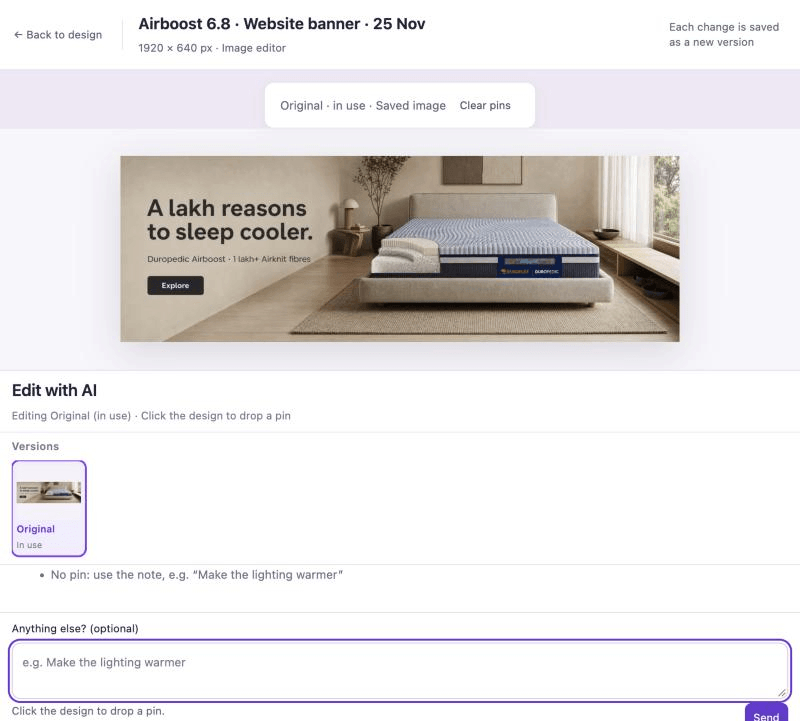 ← Back to design
Airboost 6.8 · Website banner · 25 Nov
1920 × 640 px · Image editor
Each change is saved
as a new version
Original · in use · Saved image
Clear pins
A lakh reasons
to sleep cooler.
Duropedic Airboost · 1 lakh+ Airknit fibres
Explore
DUROFLEX DUROPEDIC
Edit with AI
Editing Original (in use) · Click the design to drop a pin
Versions
Original
In use
• No pin: use the note, e.g. “Make the lighting warmer”
Anything else? (optional)
e.g. Make the lighting warmer
Click the design to drop a pin.
Send